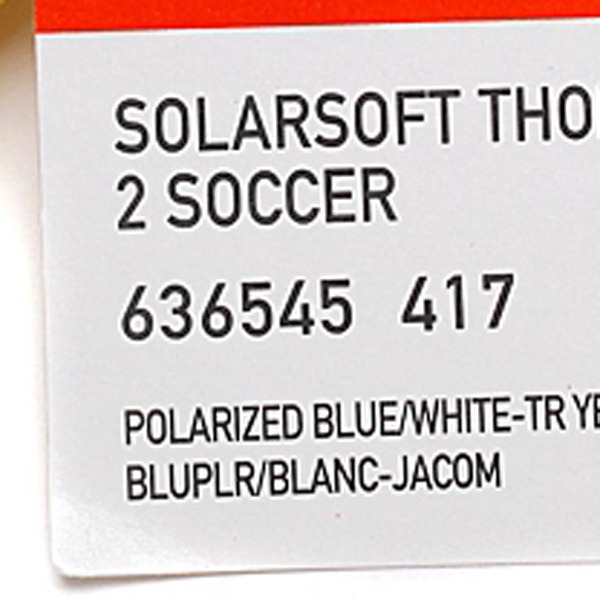 SOLARSOFT THO
2 SOCCER
636545 417
POLARIZED BLUE/WHITE-TR YE
BLUPLR/BLANC-JACOM